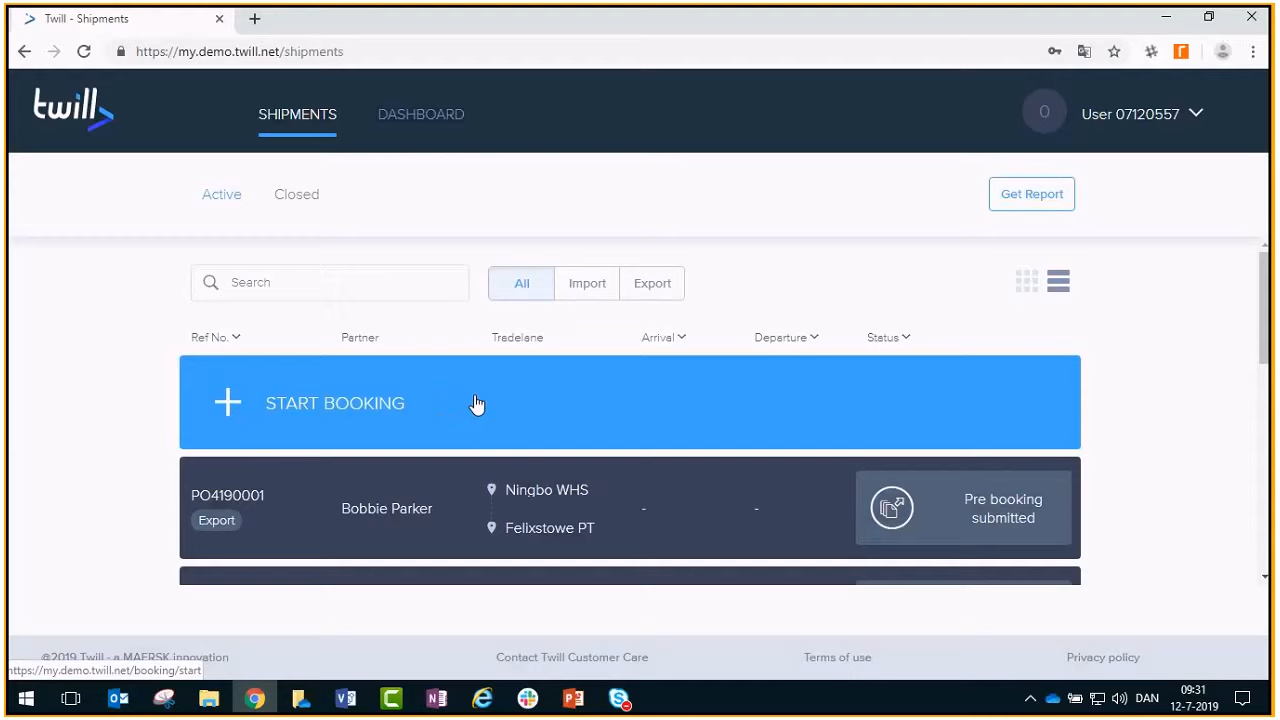 Twill - Shipments
https://my.demo.twill.net/shipments
twill
SHIPMENTS
DASHBOARD
0
User 07120557
Active
Closed
Get Report
Search
All
Import
Export
Ref No.
Partner
Tradelane
Arrival
Departure
Status
START BOOKING
PO4190001
Export
Bobbie Parker
Ningbo WHS
Felixstowe PT
-
-
Pre booking
submitted
@2019 Twill - a MAERSK innovation
Contact Twill Customer Care
Terms of use
Privacy policy
https://my.demo.twill.net/booking/start
DAN
09:31
12-7-2019